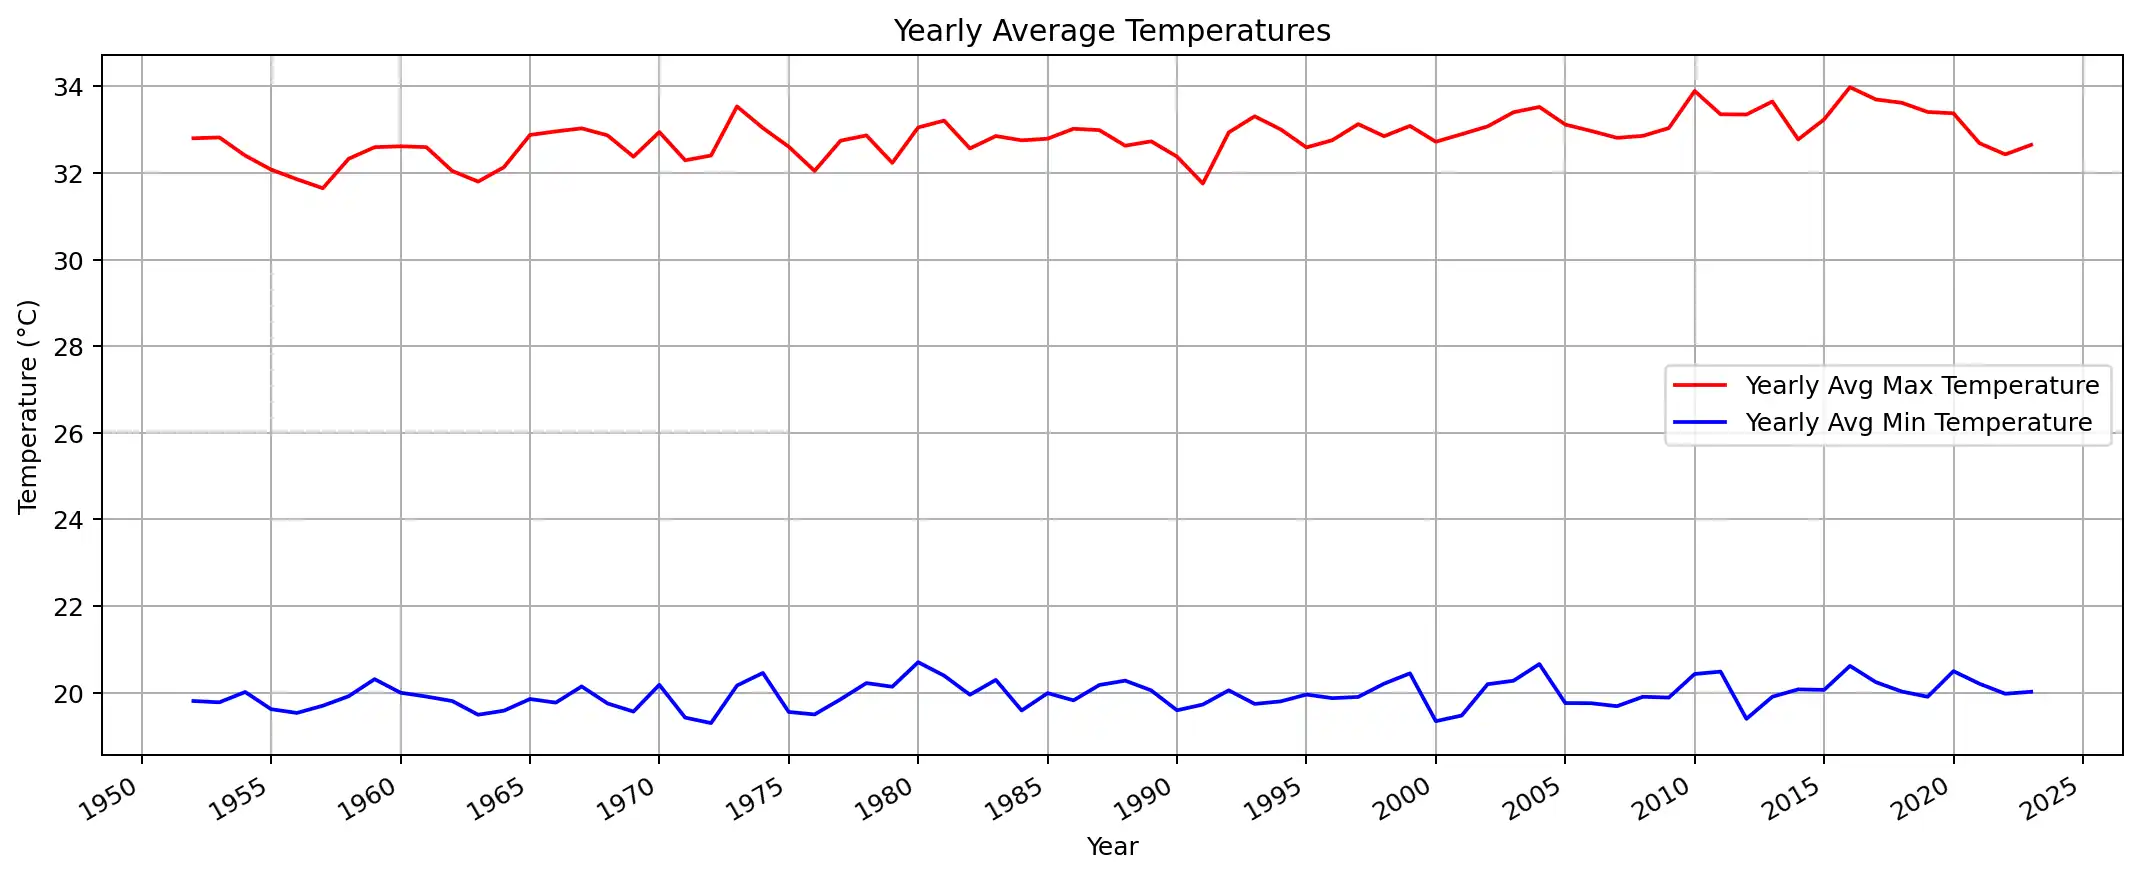 Yearly Average Temperatures
34
32
30
28
26
24
22
20
Temperature (°C)
Yearly Avg Max Temperature
Yearly Avg Min Temperature
1950 1955 1960 1965 1970 1975 1980 1985 1990 1995 2000 2005 2010 2015 2020 2025
Year